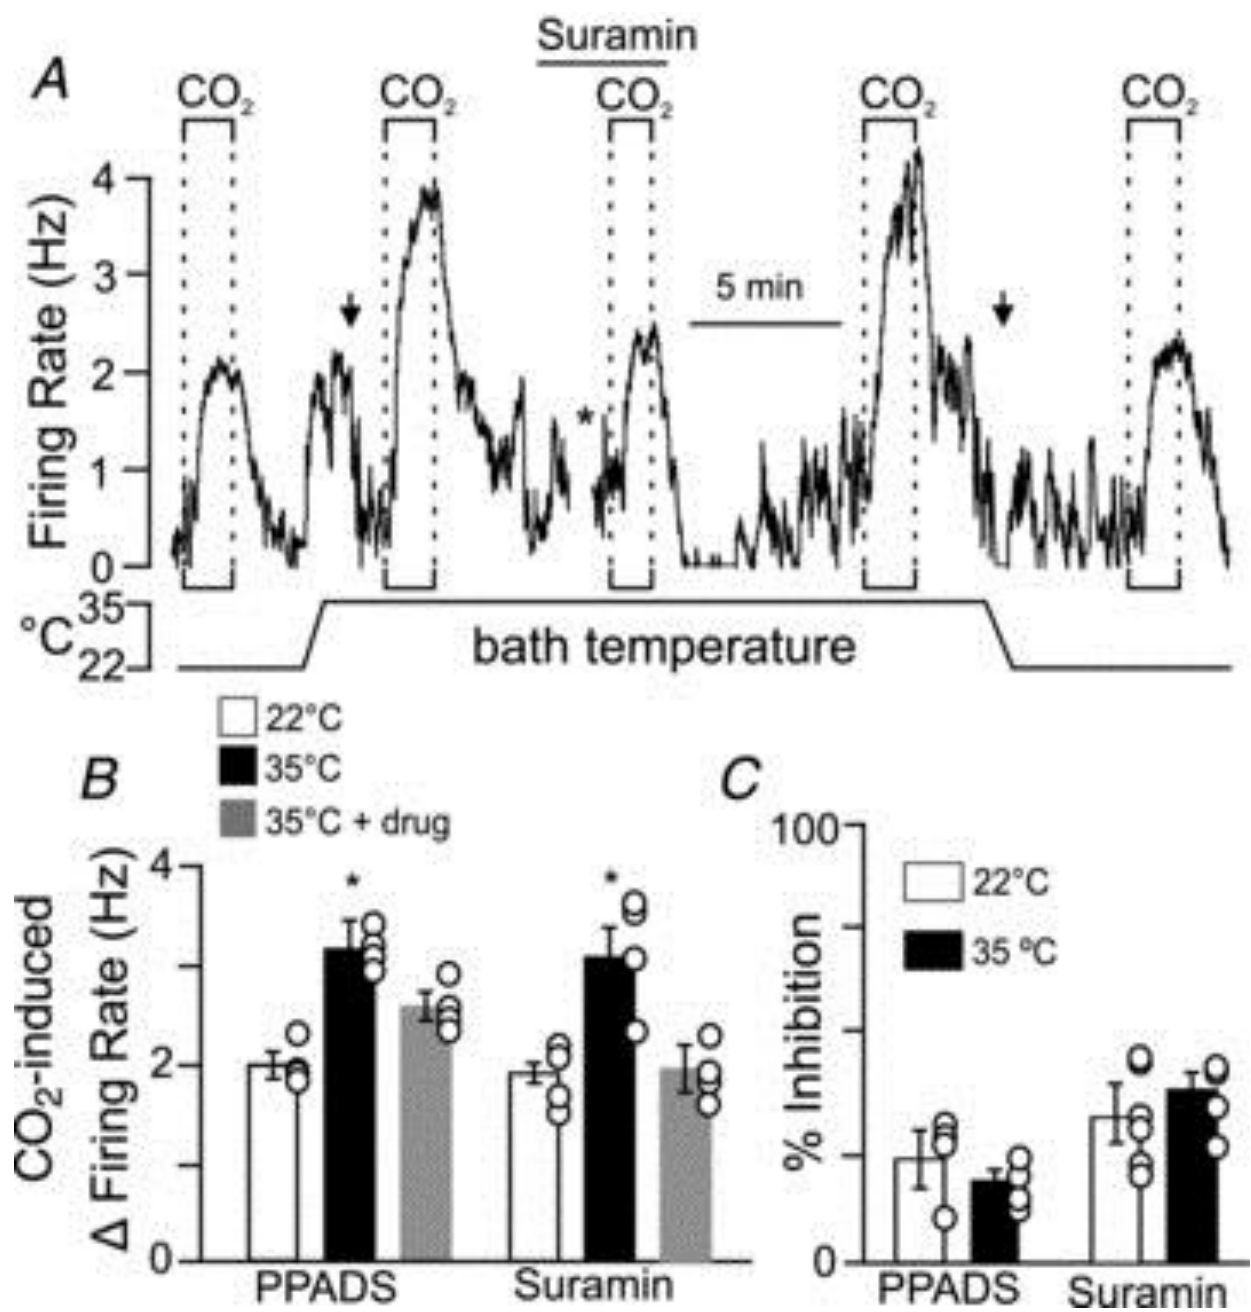 Suramin
A
CO₂ CO₂ CO₂ CO₂ CO₂
Firing Rate (Hz)
4
3
2
1
0
5 min
*
°C
35
22
bath temperature
22°C
35°C
35°C + drug
B
CO₂-induced
Δ Firing Rate (Hz)
4
2
0
* *
PPADS Suramin
C
100
22°C
35 ºC
% Inhibition
0
PPADS Suramin